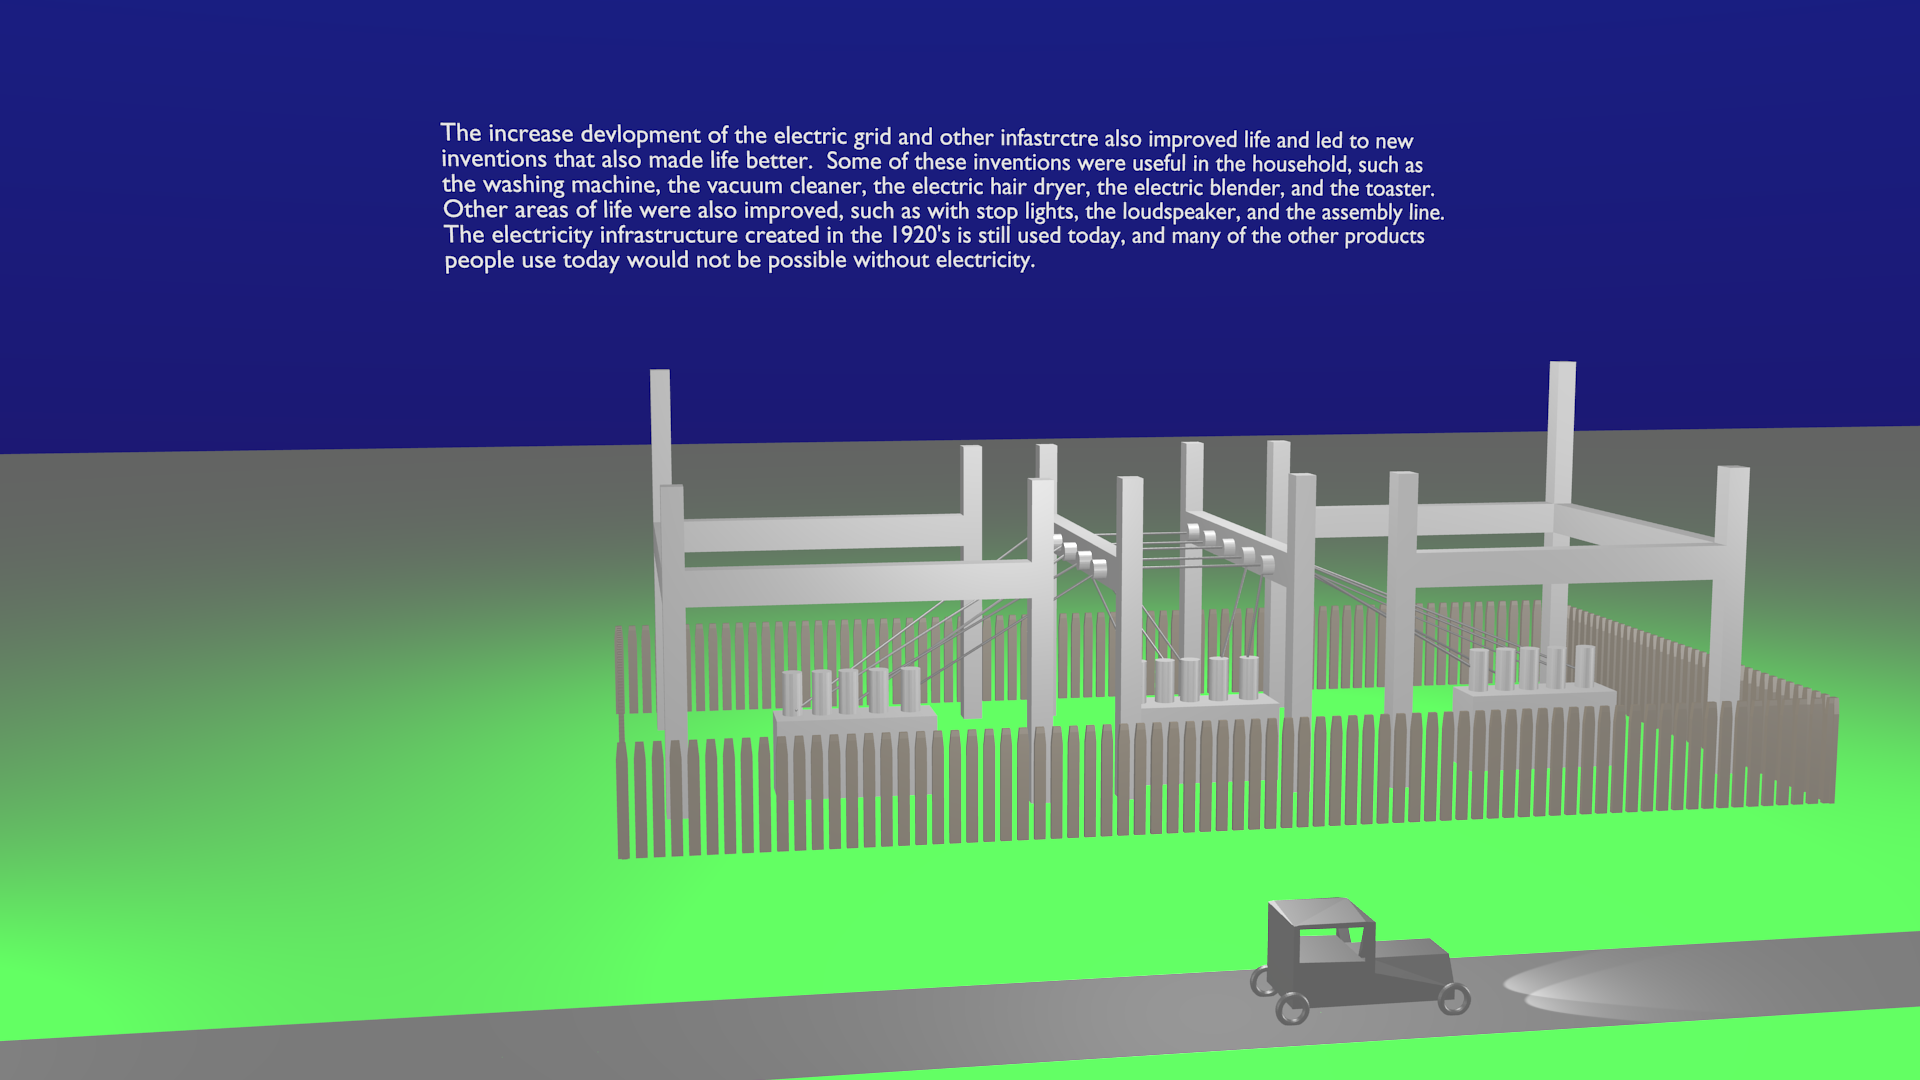 The increase devlopment of the electric grid and other infastrctre also improved life and led to new
inventions that also made life better.  Some of these inventions were useful in the household, such as
the washing machine, the vacuum cleaner, the electric hair dryer, the electric blender, and the toaster.
Other areas of life were also improved, such as with stop lights, the loudspeaker, and the assembly line.
The electricity infrastructure created in the 1920's is still used today, and many of the other products
people use today would not be possible without electricity.